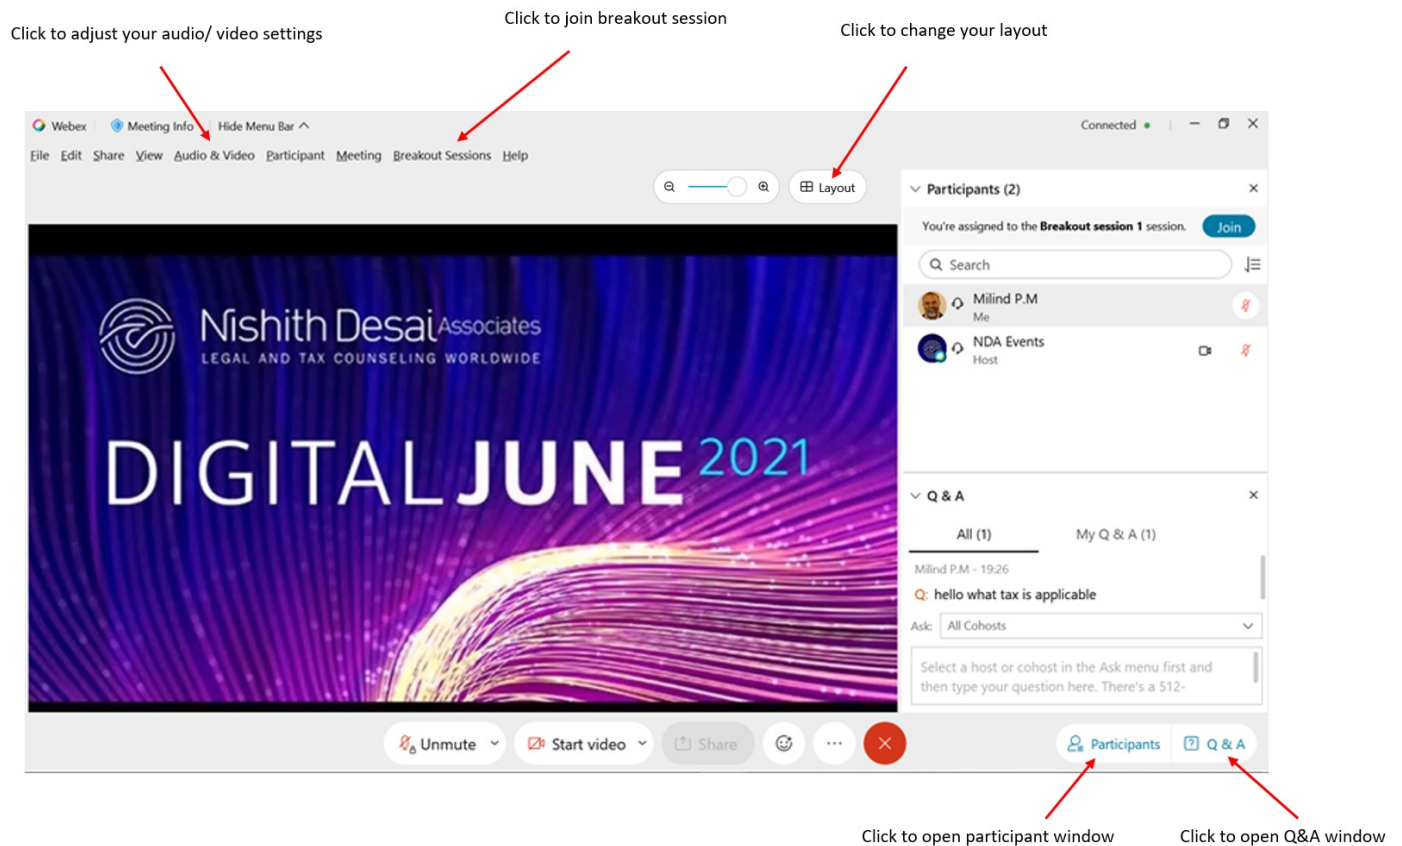 Click to adjust your audio/ video settings
Click to join breakout session
Click to change your layout
Webex
Meeting Info
Hide Menu Bar
Connected
File Edit Share View Audio & Video Participant Meeting Breakout Sessions Help
Layout
Participants (2)
You're assigned to the Breakout session 1 session.
Join
Search
Milind P.M
Me
NDA Events
Host
Nishith Desai Associates
LEGAL AND TAX COUNSELING WORLDWIDE
DIGITAL JUNE 2021
Q & A
All (1)
My Q & A (1)
Milind P.M - 19:26
Q: hello what tax is applicable
Ask: All Cohosts
Select a host or cohost in the Ask menu first and
then type your question here. There's a 512-
Unmute
Start video
Share
Participants
Q & A
Click to open participant window
Click to open Q&A window